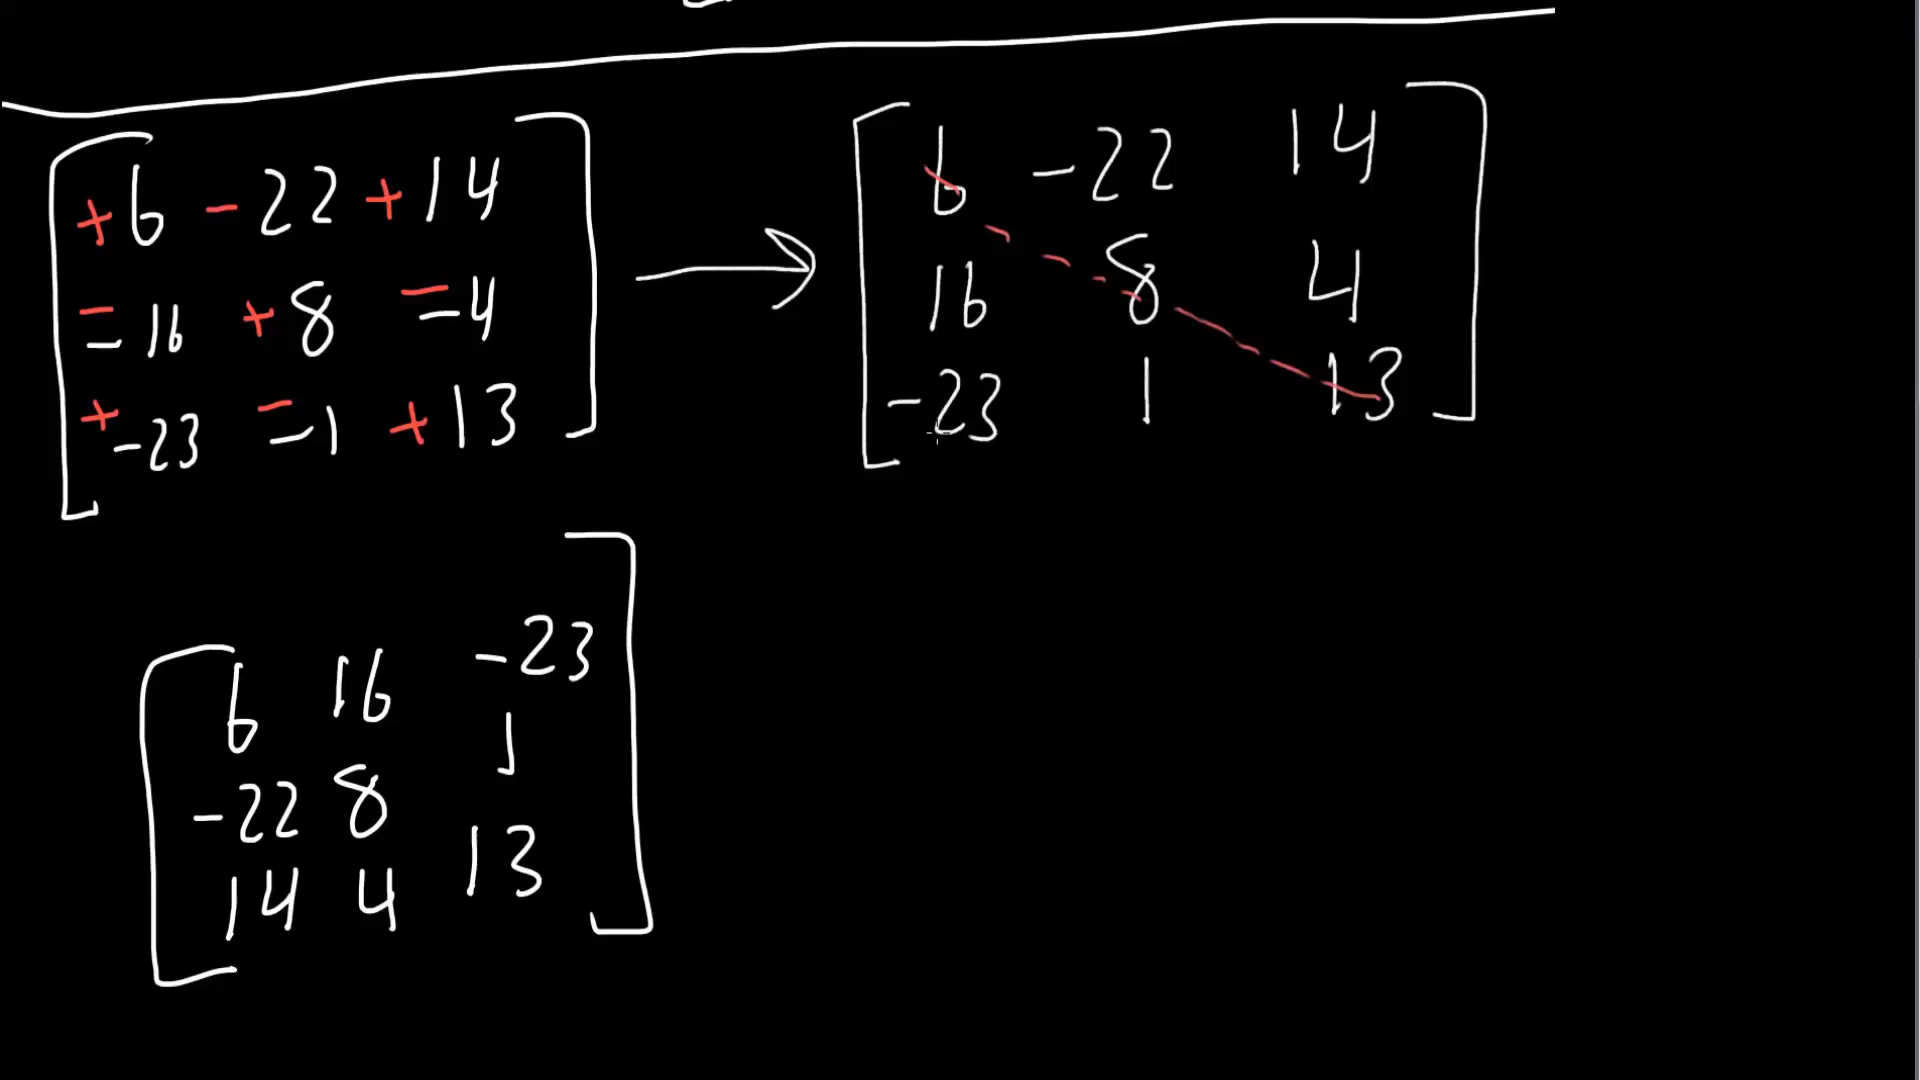 +6 - 22 + 14
- -16 + 8 - -4
+ -23 - -1 + 13
6 -22 14
16 8 4
-23 1 13
6 16 -23
-22 8 1
14 4 13